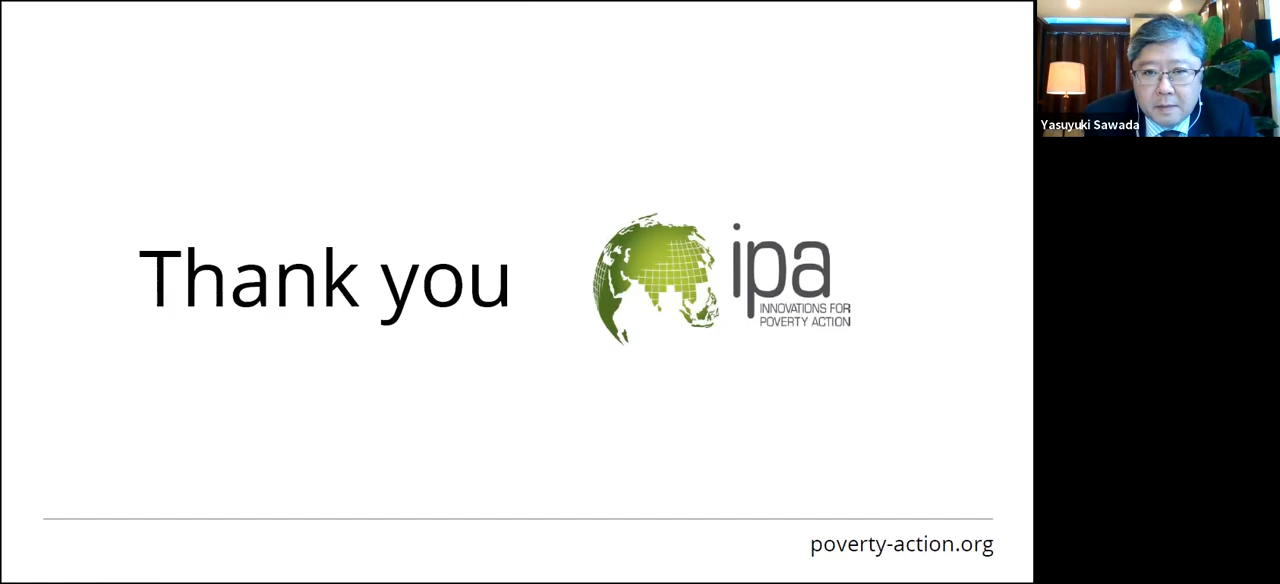 Thank you
ipa
INNOVATIONS FOR
POVERTY ACTION
poverty-action.org
Yasuyuki Sawada